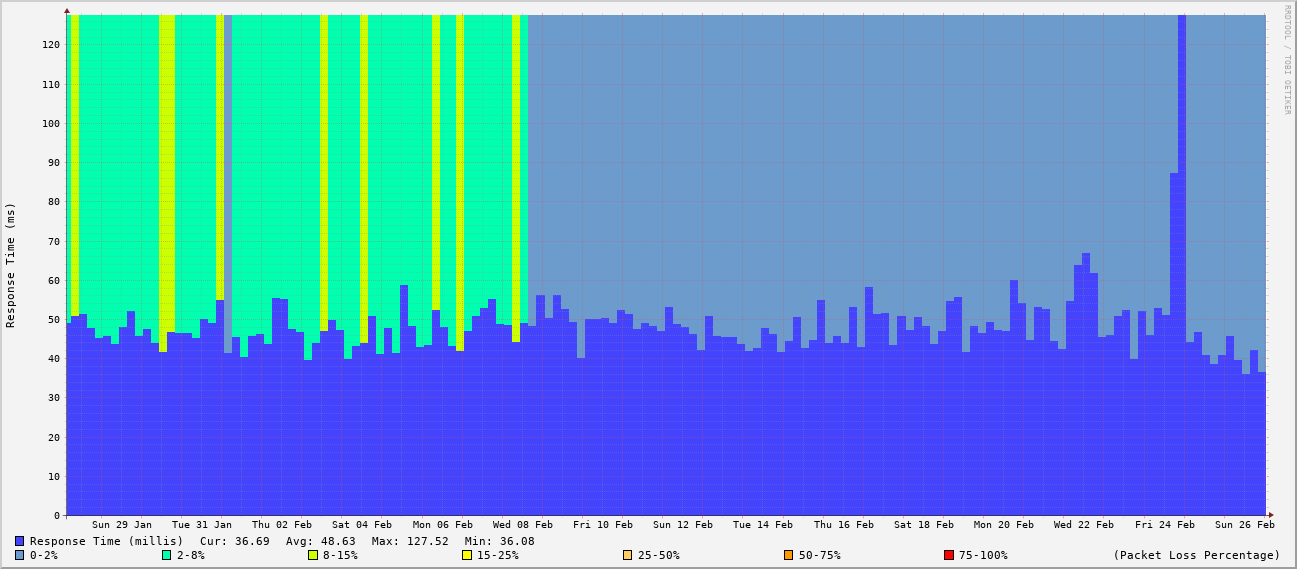 RRDTOOL / TOBI OETIKER
Response Time (ms)
120
110
100
90
80
70
60
50
40
30
20
10
0
Sun 29 Jan Tue 31 Jan Thu 02 Feb Sat 04 Feb Mon 06 Feb Wed 08 Feb Fri 10 Feb Sun 12 Feb Tue 14 Feb Thu 16 Feb Sat 18 Feb Mon 20 Feb Wed 22 Feb Fri 24 Feb Sun 26 Feb
Response Time (millis) Cur: 36.69 Avg: 48.63 Max: 127.52 Min: 36.08
0-2% 2-8% 8-15% 15-25% 25-50% 50-75% 75-100% (Packet Loss Percentage)